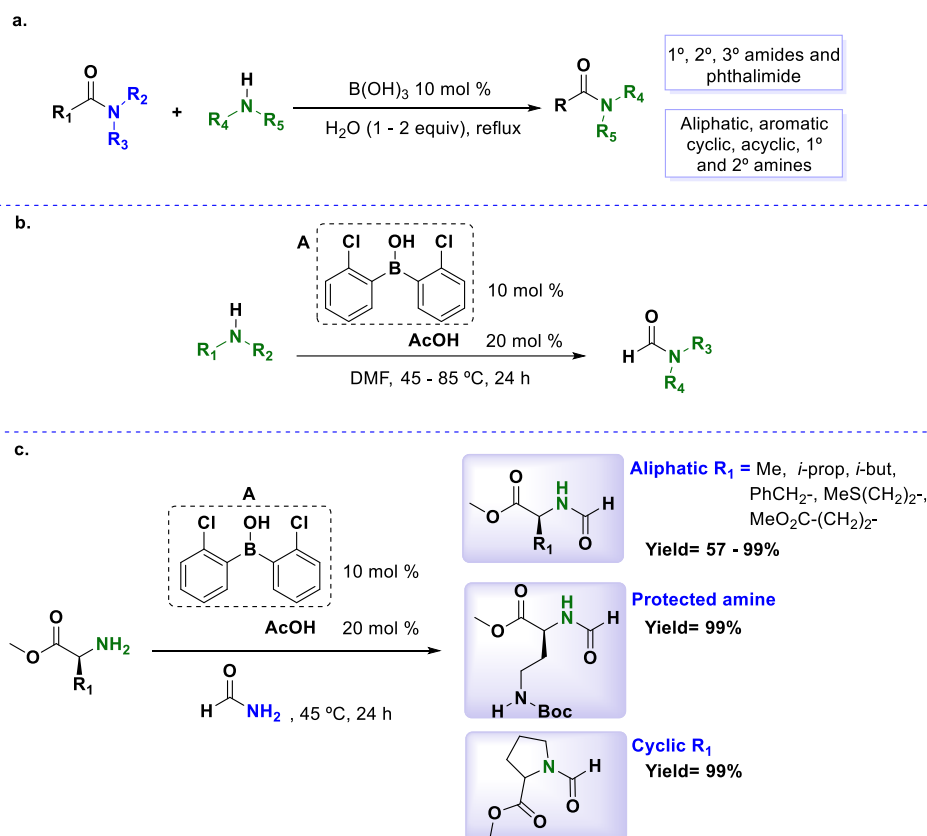 a.
O
R1
N
R2
R3
+
H
N
R4
R5
B(OH)3 10 mol %
H2O (1 - 2 equiv), reflux
O
R
N
R4
R5
1º, 2º, 3º amides and
phthalimide
Aliphatic, aromatic
cyclic, acyclic, 1º
and 2º amines
b.
A
Cl OH Cl
B
10 mol %
AcOH 20 mol %
DMF, 45 - 85 ºC, 24 h
H
N
R1 R2
O
H
N
R3
R4
c.
A
Cl OH Cl
B
10 mol %
AcOH 20 mol %
O
O
NH2
R1
O
H NH2 , 45 ºC, 24 h
O
O
H
N
H
R1
O
Aliphatic R1 = Me, i-prop, i-but,
PhCH2-, MeS(CH2)2-,
MeO2C-(CH2)2-
Yield= 57 - 99%
O
O
H
N
H
O
N
H
Boc
Protected amine
Yield= 99%
N
H
O
O
O
Cyclic R1
Yield= 99%